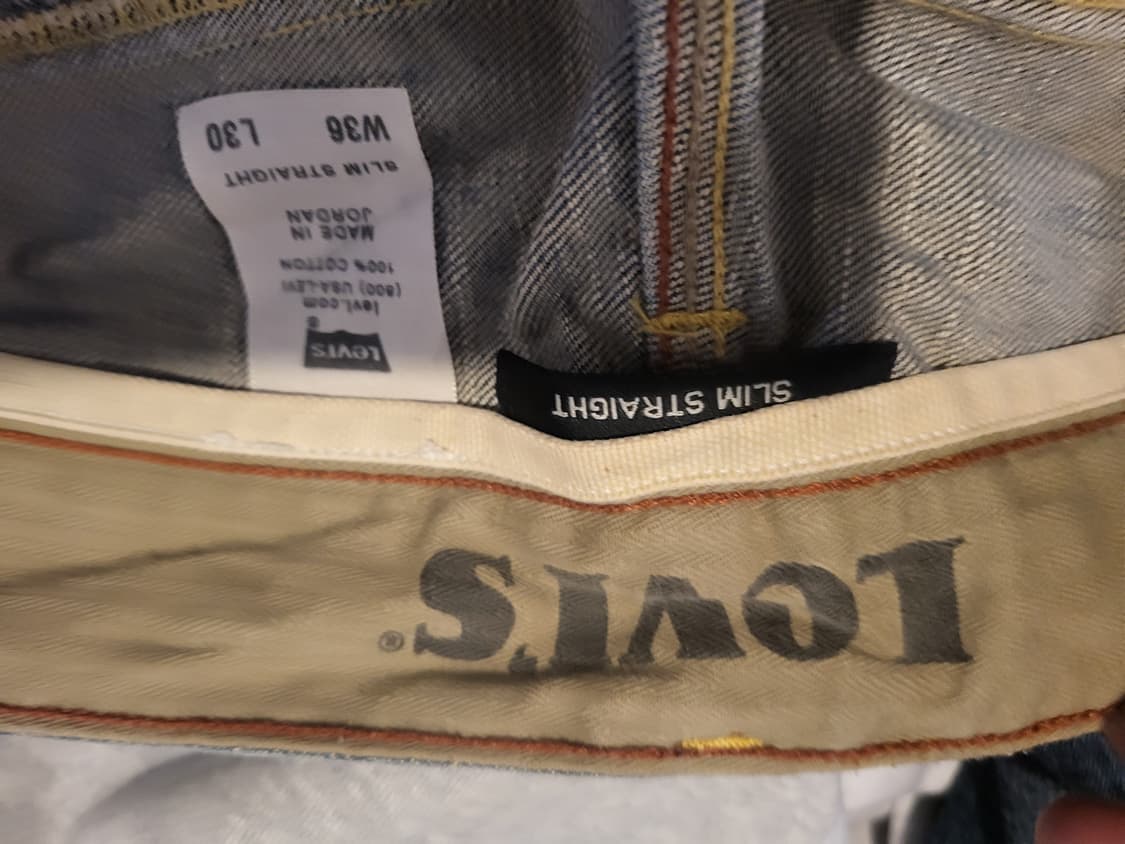 Levi's®
SLIM STRAIGHT
Levi's®
levi.com
(800) USA-LEVI
100% COTTON
MADE IN
JORDAN
SLIM STRAIGHT
W36 L30